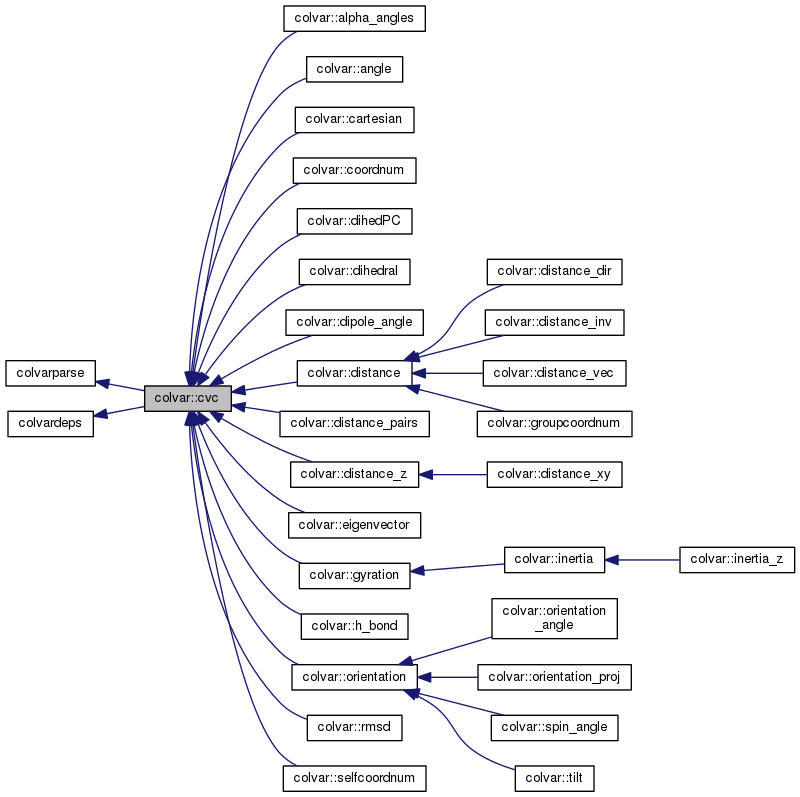 colvar::alpha_angles
colvar::angle
colvar::cartesian
colvar::coordnum
colvar::dihedPC
colvar::dihedral
colvar::distance_dir
colvar::dipole_angle
colvar::distance_inv
colvarparse
colvar::distance
colvar::distance_vec
colvar::cvc
colvardeps
colvar::distance_pairs
colvar::groupcoordnum
colvar::distance_z
colvar::distance_xy
colvar::eigenvector
colvar::gyration
colvar::inertia
colvar::inertia_z
colvar::h_bond
colvar::orientation
_angle
colvar::orientation
colvar::orientation_proj
colvar::rmsd
colvar::spin_angle
colvar::selfcoordnum
colvar::tilt